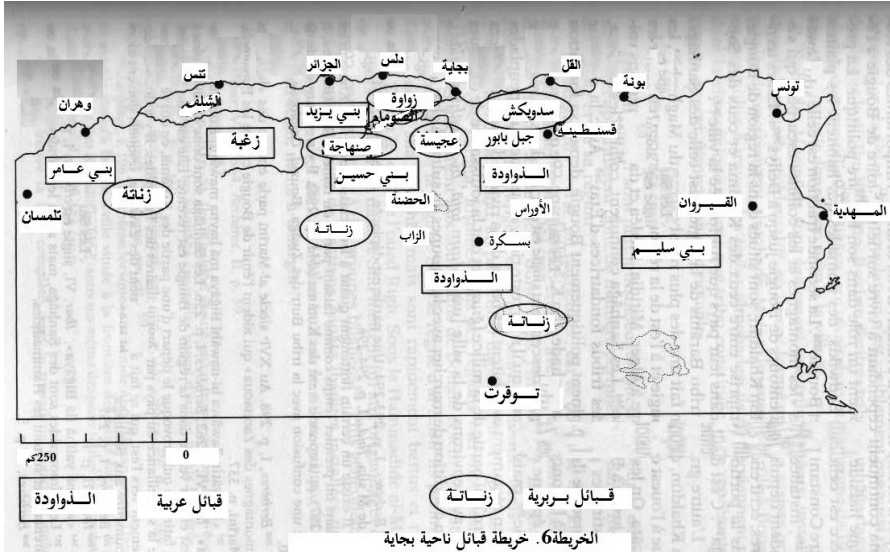 تنس
الجزائر
دلس
بجاية
القل
بونة
تونس
وهران
الشلف
زواوة
بني يزيد
الصومام
سدويكش
قسنطينة
زغبة
صنهاجة
عجيسة
جبل بابور
بني عامر
زناتة
تلمسان
بني حسين
الذواودة
الحضنة
الأوراس
القيروان
المهدية
زناتة
الزاب
بسكرة
بني سليم
الذواودة
زناتة
توقرت
250كم
0
الذواودة
قبائل عربية
زناتة
قبائل بربرية
الخريطة6. خريطة قبائل ناحية بجاية